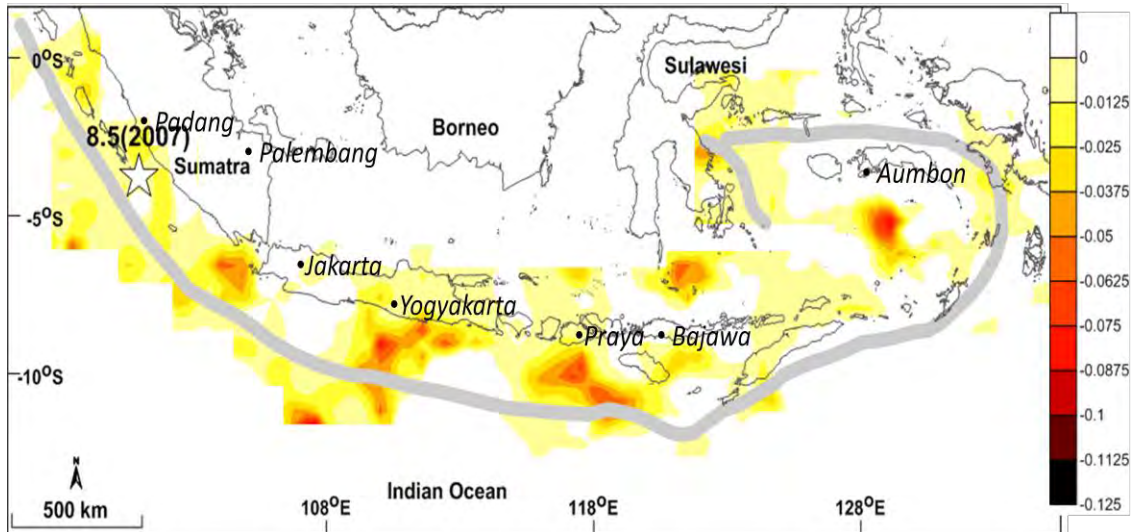 0°S
-5°S
-10°S
Padang
8.5(2007)
Sumatra
Palembang
Borneo
Sulawesi
Aumbon
Jakarta
Yogyakarta
Praya
Bajawa
N
500 km
Indian Ocean
108°E
118°E
128°E
0
-0.0125
-0.025
-0.0375
-0.05
-0.0625
-0.075
-0.0875
-0.1
-0.1125
-0.125